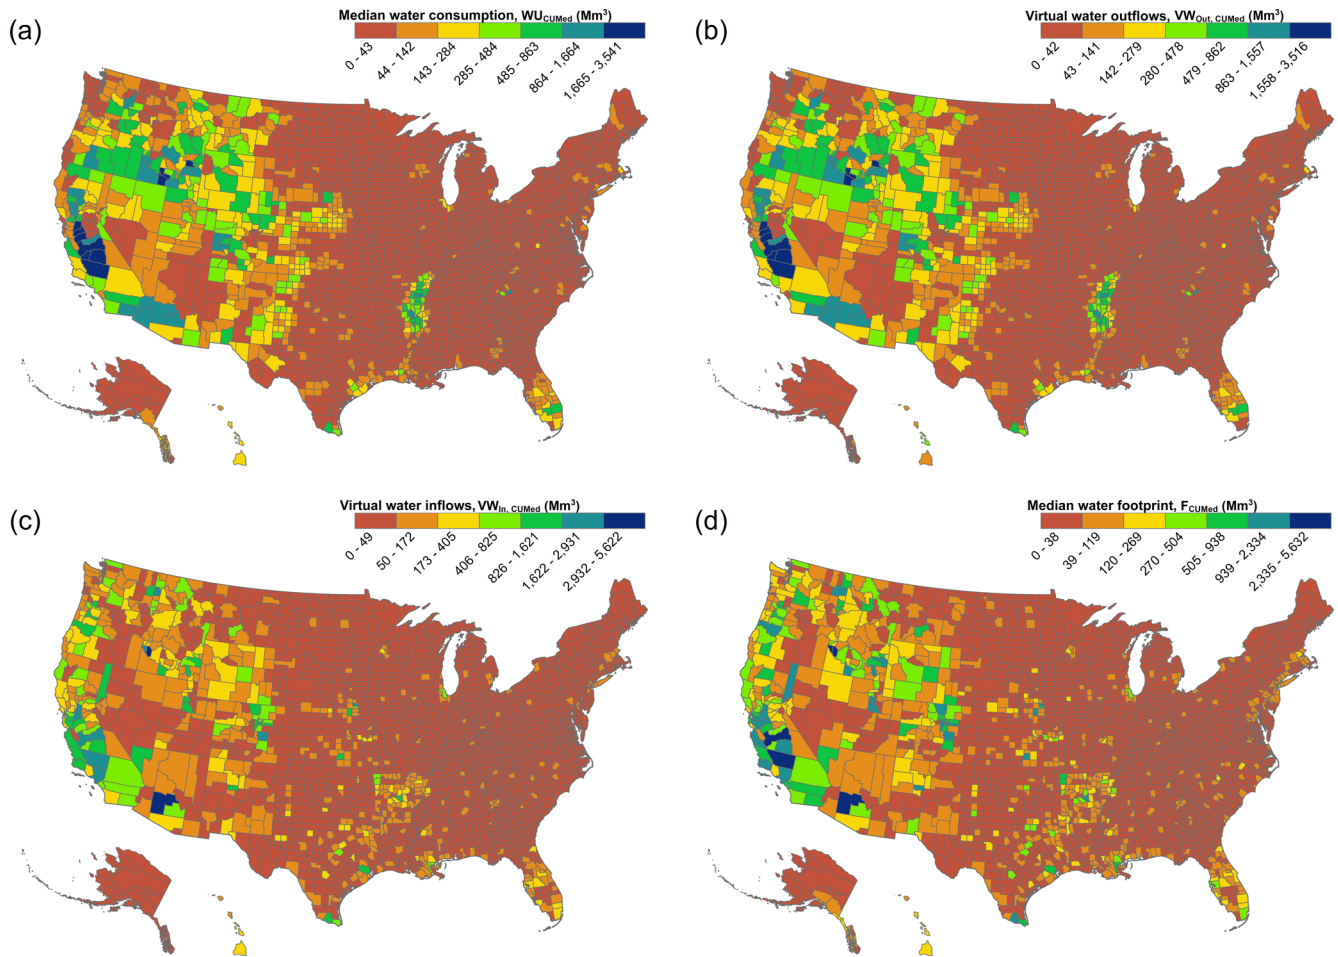 (a)
Median water consumption, WU_CUMed (Mm³)
0 - 43
44 - 142
143 - 284
285 - 484
485 - 863
864 - 1,664
1,665 - 3,541
(b)
Virtual water outflows, VW_Out, CUMed (Mm³)
0 - 42
43 - 141
142 - 279
280 - 478
479 - 862
863 - 1,557
1,558 - 3,516
(c)
Virtual water inflows, VW_In, CUMed (Mm³)
0 - 49
50 - 172
173 - 405
406 - 825
826 - 1,621
1,622 - 2,931
2,932 - 5,622
(d)
Median water footprint, F_CUMed (Mm³)
0 - 38
39 - 119
120 - 269
270 - 504
505 - 938
939 - 2,334
2,335 - 5,632